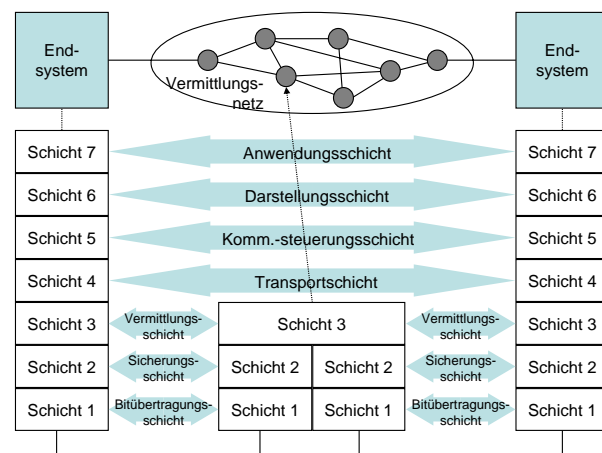 End-
system
Vermittlungs-
netz
End-
system
Schicht 7
Anwendungsschicht
Schicht 7
Schicht 6
Darstellungsschicht
Schicht 6
Schicht 5
Komm.-steuerungsschicht
Schicht 5
Schicht 4
Transportschicht
Schicht 4
Schicht 3
Vermittlungs-
schicht
Schicht 3
Vermittlungs-
schicht
Schicht 3
Schicht 2
Sicherungs-
schicht
Schicht 2
Schicht 2
Sicherungs-
schicht
Schicht 2
Schicht 1
Bitübertragungs-
schicht
Schicht 1
Schicht 1
Bitübertragungs-
schicht
Schicht 1